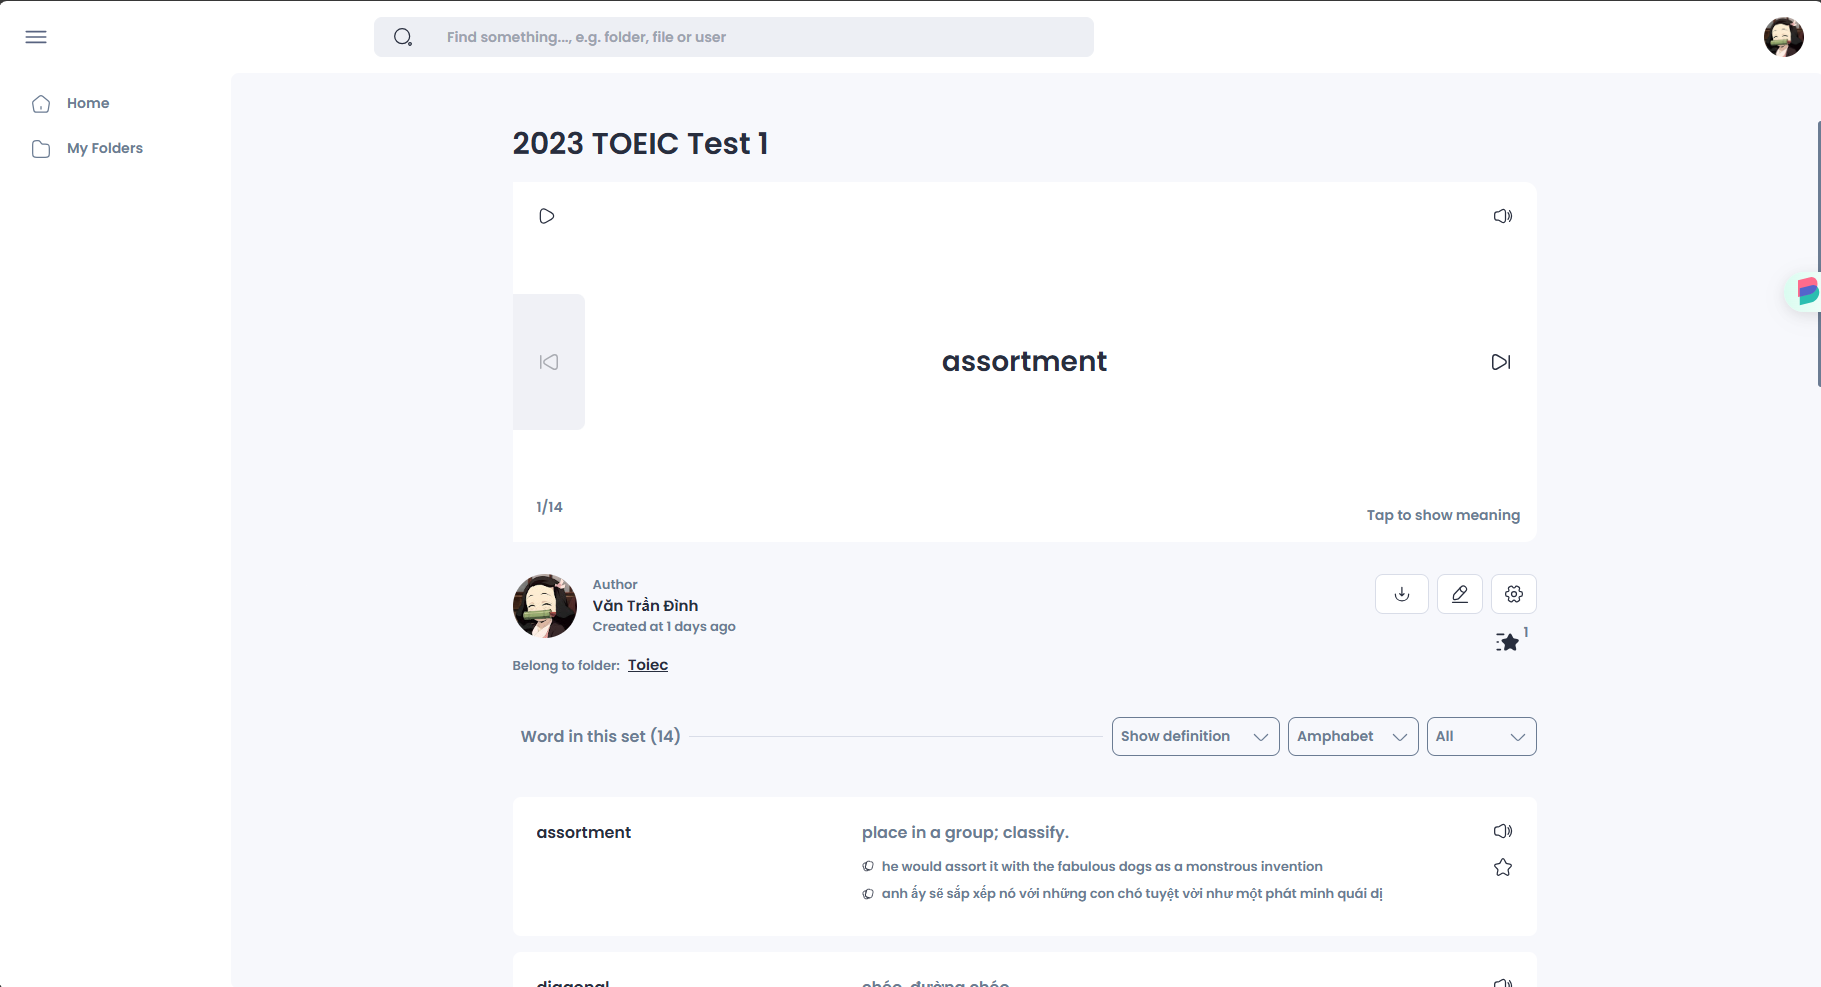 Find something..., e.g. folder, file or user
Home
My Folders
2023 TOEIC Test 1
assortment
1/14
Tap to show meaning
Author
Văn Trần Đình
Created at 1 days ago
1
Belong to folder: Toiec
Word in this set (14)
Show definition
Amphabet
All
assortment
place in a group; classify.
he would assort it with the fabulous dogs as a monstrous invention
anh ấy sẽ sắp xếp nó với những con chó tuyệt vời như một phát minh quái dị
diagonal
chéo, đường chéo